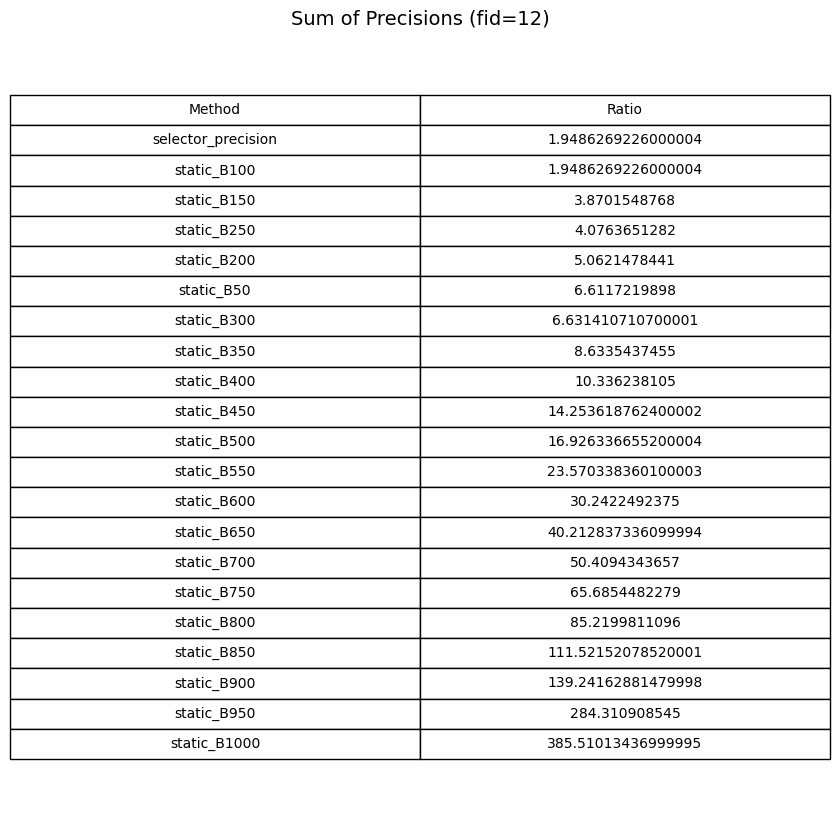 Sum of Precisions (fid=12)
Method Ratio
selector_precision 1.9486269226000004
static_B100 1.9486269226000004
static_B150 3.8701548768
static_B250 4.0763651282
static_B200 5.0621478441
static_B50 6.6117219898
static_B300 6.631410710700001
static_B350 8.6335437455
static_B400 10.336238105
static_B450 14.253618762400002
static_B500 16.926336655200004
static_B550 23.570338360100003
static_B600 30.2422492375
static_B650 40.212837336099994
static_B700 50.4094343657
static_B750 65.6854482279
static_B800 85.2199811096
static_B850 111.52152078520001
static_B900 139.24162881479998
static_B950 284.310908545
static_B1000 385.51013436999995